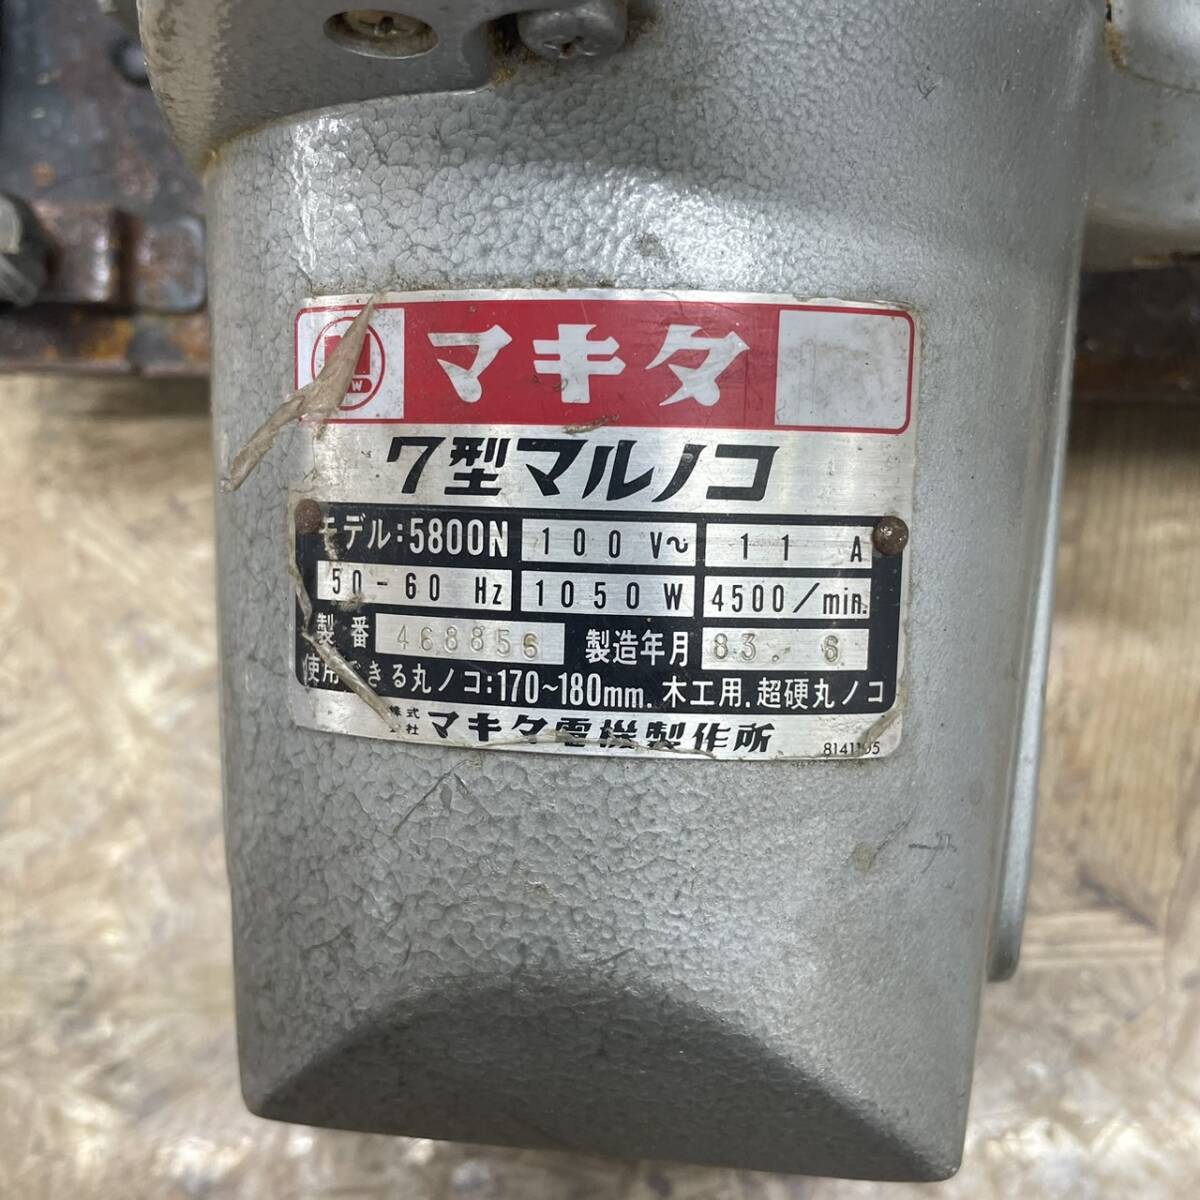 マキタ
7型マルノコ
モデル:5800N 100V~ 11 A
50-60 Hz 1050W 4500/min.
製番 468856 製造年月 83. 6
使用できる丸ノコ:170~180mm. 木工用.超硬丸ノコ
株式会社 マキタ電機製作所